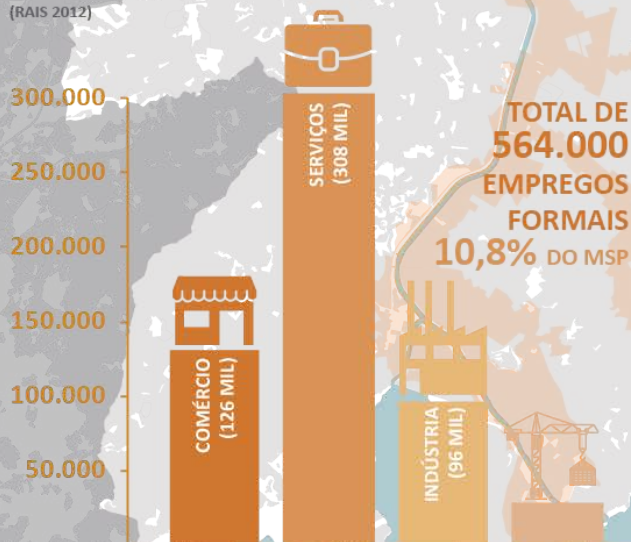 (RAIS 2012)
300.000
250.000
200.000
150.000
100.000
50.000
COMÉRCIO
(126 MIL)
SERVIÇOS
(308 MIL)
INDÚSTRIA
(96 MIL)
TOTAL DE
564.000
EMPREGOS
FORMAIS
10,8% DO MSP